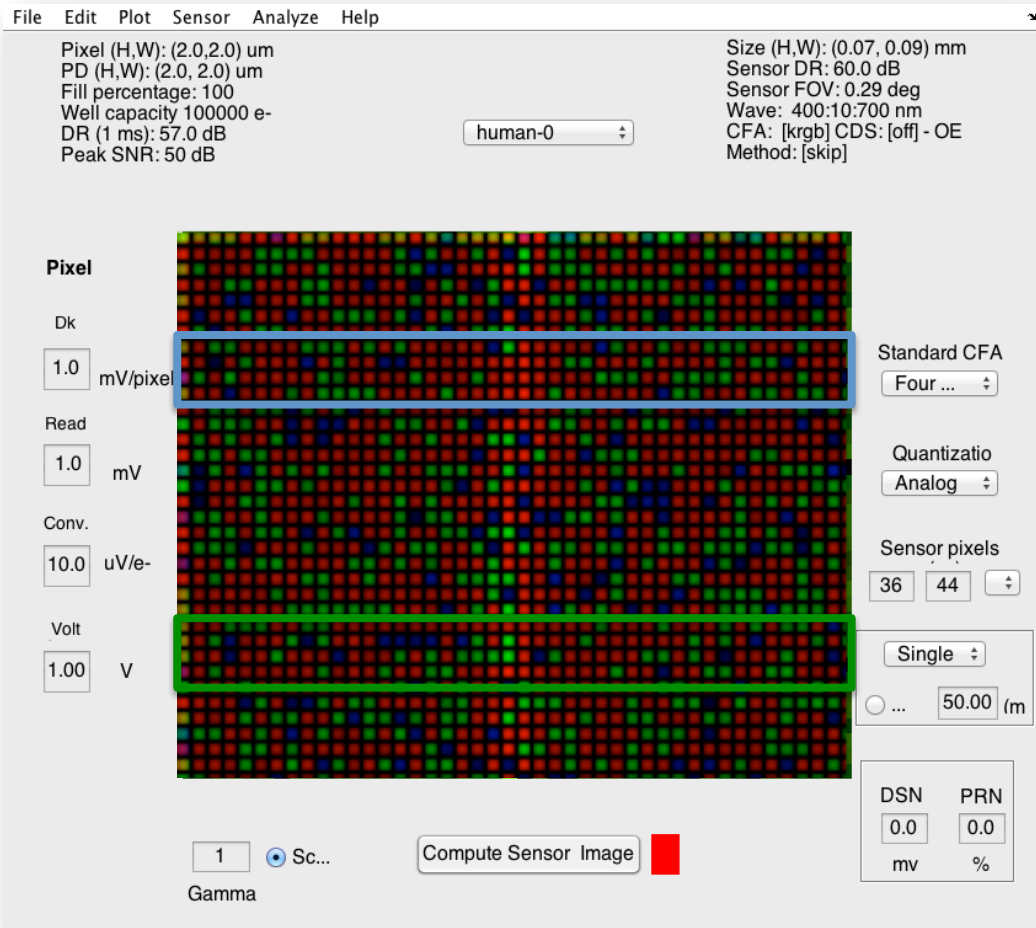 File Edit Plot Sensor Analyze Help
Pixel (H,W): (2.0,2.0) um
PD (H,W): (2.0, 2.0) um
Fill percentage: 100
Well capacity 100000 e-
DR (1 ms): 57.0 dB
Peak SNR: 50 dB
human-0
Size (H,W): (0.07, 0.09) mm
Sensor DR: 60.0 dB
Sensor FOV: 0.29 deg
Wave: 400:10:700 nm
CFA: [krgb] CDS: [off] - OE
Method: [skip]
Pixel
Dk
1.0 mV/pixel
Read
1.0 mV
Conv.
10.0 uV/e-
Volt
1.00 V
Standard CFA
Four ...
Quantizatio
Analog
Sensor pixels
36 44
Single
... 50.00 (m
DSN PRN
0.0 0.0
mv %
1 Sc...
Gamma
Compute Sensor Image